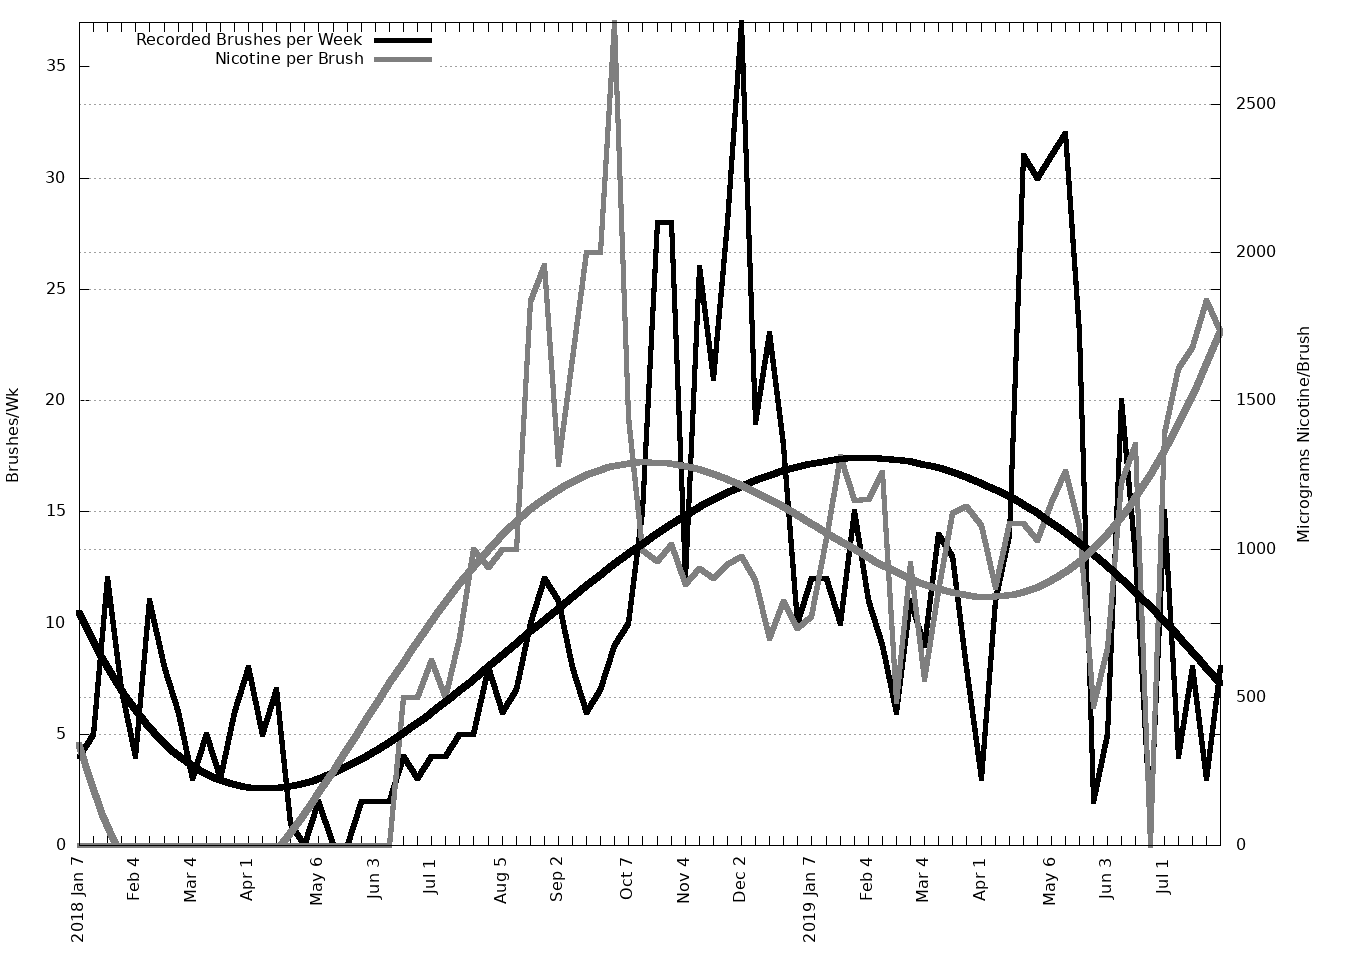 Recorded Brushes per Week
Nicotine per Brush
35
30
25
20
15
10
5
0
2500
2000
1500
1000
500
0
Brushes/Wk
Micrograms Nicotine/Brush
2018 Jan 7
Feb 4
Mar 4
Apr 1
May 6
Jun 3
Jul 1
Aug 5
Sep 2
Oct 7
Nov 4
Dec 2
2019 Jan 7
Feb 4
Mar 4
Apr 1
May 6
Jun 3
Jul 1